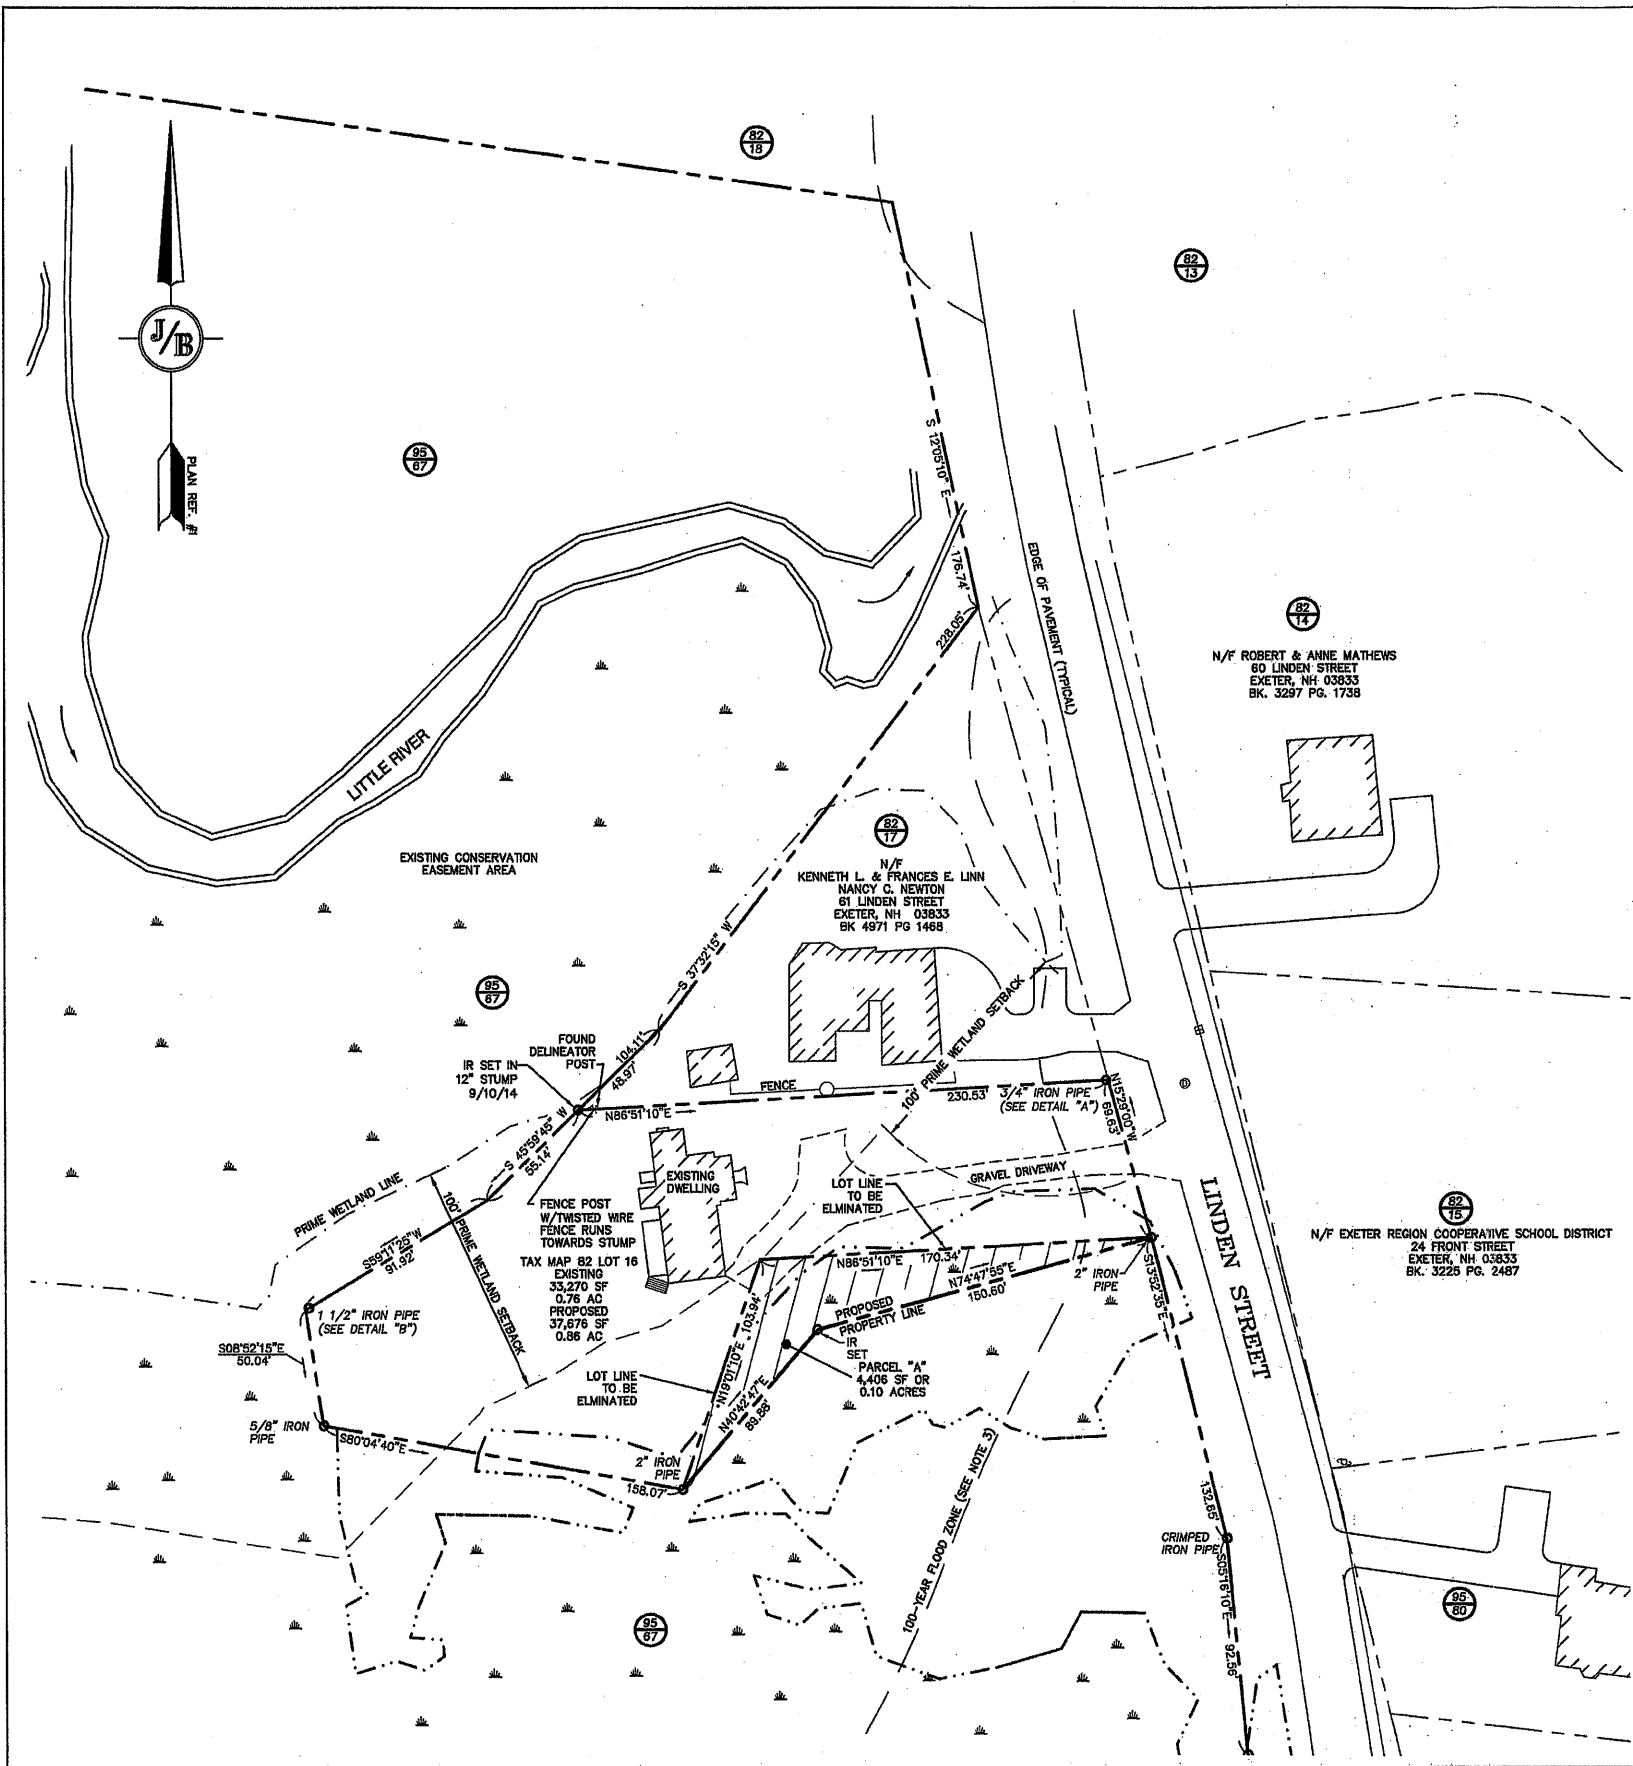 82
18
82
13
J/B
PLAN REF. #1
95
67
S 12°05'10" E
176.74'
228.05'
EDGE OF PAVEMENT (TYPICAL)
82
14
N/F ROBERT & ANNE MATHEWS
60 LINDEN STREET
EXETER, NH 03833
BK. 3297 PG. 1738
LITTLE RIVER
EXISTING CONSERVATION
EASEMENT AREA
82
17
N/F
KENNETH L. & FRANCES E. LINN
NANCY C. NEWTON
61 LINDEN STREET
EXETER, NH 03833
BK 4971 PG 1468
S 37°32'15" W
95
67
100' PRIME WETLAND SETBACK
FOUND
DELINEATOR
POST
104.11'
48.97'
IR SET IN
12" STUMP
9/10/14
FENCE
N86°51'10"E
230.53'
3/4" IRON PIPE
(SEE DETAIL "A")
N15°29'00"W
69.63'
S 45°59'45" W
55.14'
GRAVEL DRIVEWAY
EXISTING
DWELLING
LOT LINE
TO BE
ELMINATED
PRIME WETLAND LINE
100' PRIME WETLAND SETBACK
FENCE POST
W/TWISTED WIRE
FENCE RUNS
TOWARDS STUMP
LINDEN STREET
82
15
N/F EXETER REGION COOPERATIVE SCHOOL DISTRICT
24 FRONT STREET
EXETER, NH 03833
BK. 3225 PG. 2487
S59°11'25"W
91.92'
TAX MAP 82 LOT 16
EXISTING
33,270 SF
0.76 AC
PROPOSED
37,676 SF
0.86 AC
N86°51'10"E
170.34'
N74°47'55"E
150.60'
2" IRON
PIPE
S13°52'35"E
1 1/2" IRON PIPE
(SEE DETAIL "B")
PROPOSED
PROPERTY LINE
IR
SET
S08°52'15"E
50.04'
N19°01'10"E
103.94'
PARCEL "A"
4,406 SF OR
0.10 ACRES
LOT LINE
TO BE
ELMINATED
N40°42'47"E
89.88'
5/8" IRON
PIPE
S80°04'40"E
2" IRON
PIPE
158.07'
100-YEAR FLOOD ZONE (SEE NOTE 3)
132.65'
CRIMPED
IRON PIPE
S05°16'10"E
92.56'
95
67
95
80